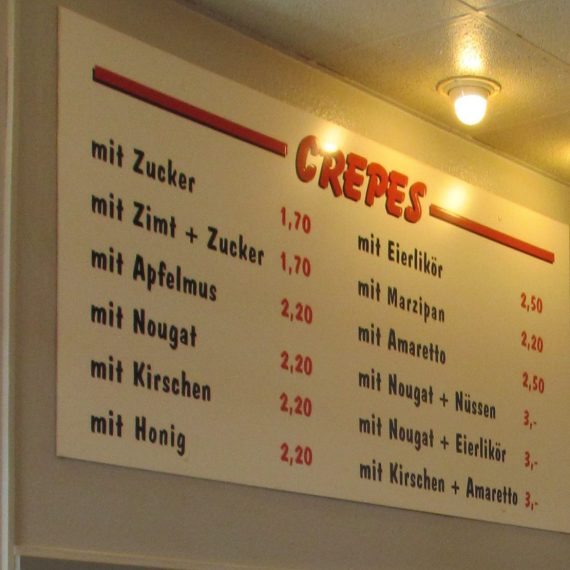 CREPES
mit Zucker 1,70
mit Zimt + Zucker 1,70
mit Apfelmus 2,20
mit Nougat 2,20
mit Kirschen 2,20
mit Honig 2,20
mit Eierlikör 2,50
mit Marzipan 2,20
mit Amaretto 2,50
mit Nougat + Nüssen 3,-
mit Nougat + Eierlikör 3,-
mit Kirschen + Amaretto 3,-